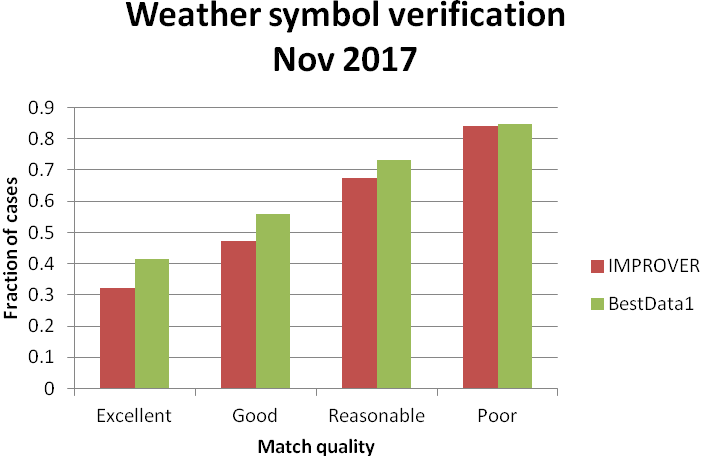 Weather symbol verification
Nov 2017
0.9
0.8
0.7
0.6
0.5
0.4
0.3
0.2
0.1
0
Fraction of cases
Excellent
Good
Reasonable
Poor
Match quality
IMPROVER
BestData1